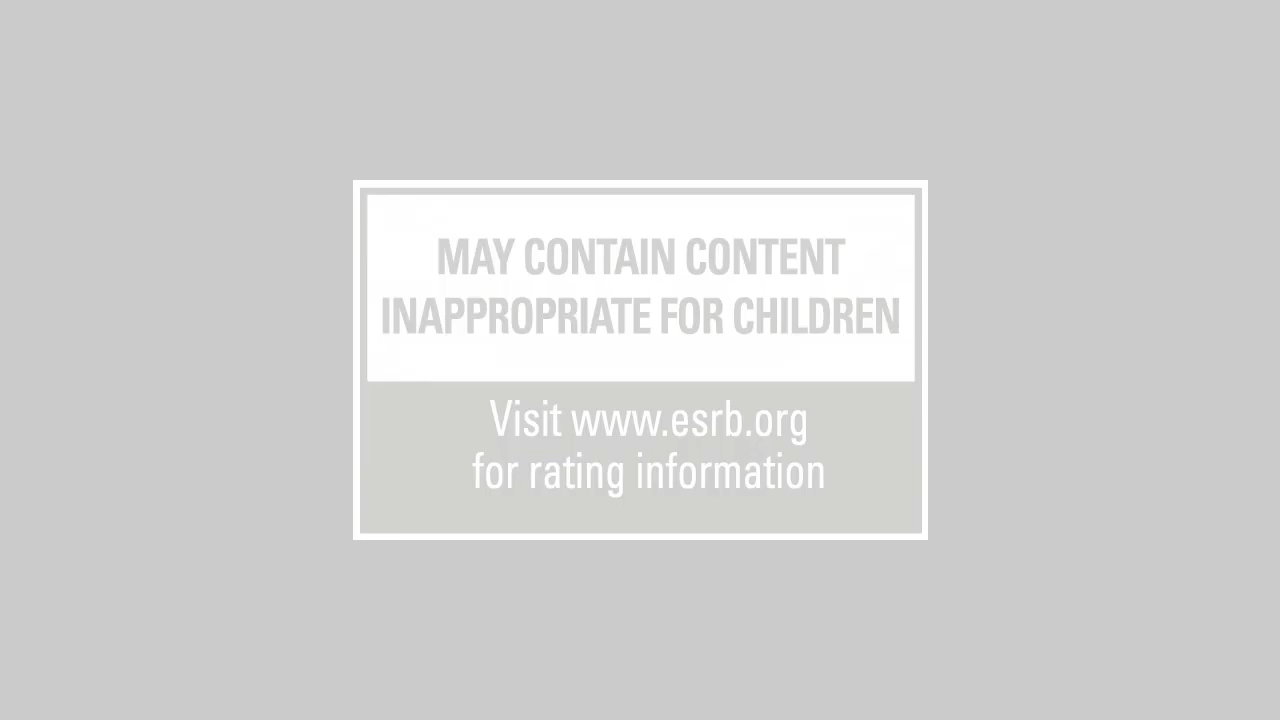 MAY CONTAIN CONTENT
INAPPROPRIATE FOR CHILDREN
Visit www.esrb.org
for rating information